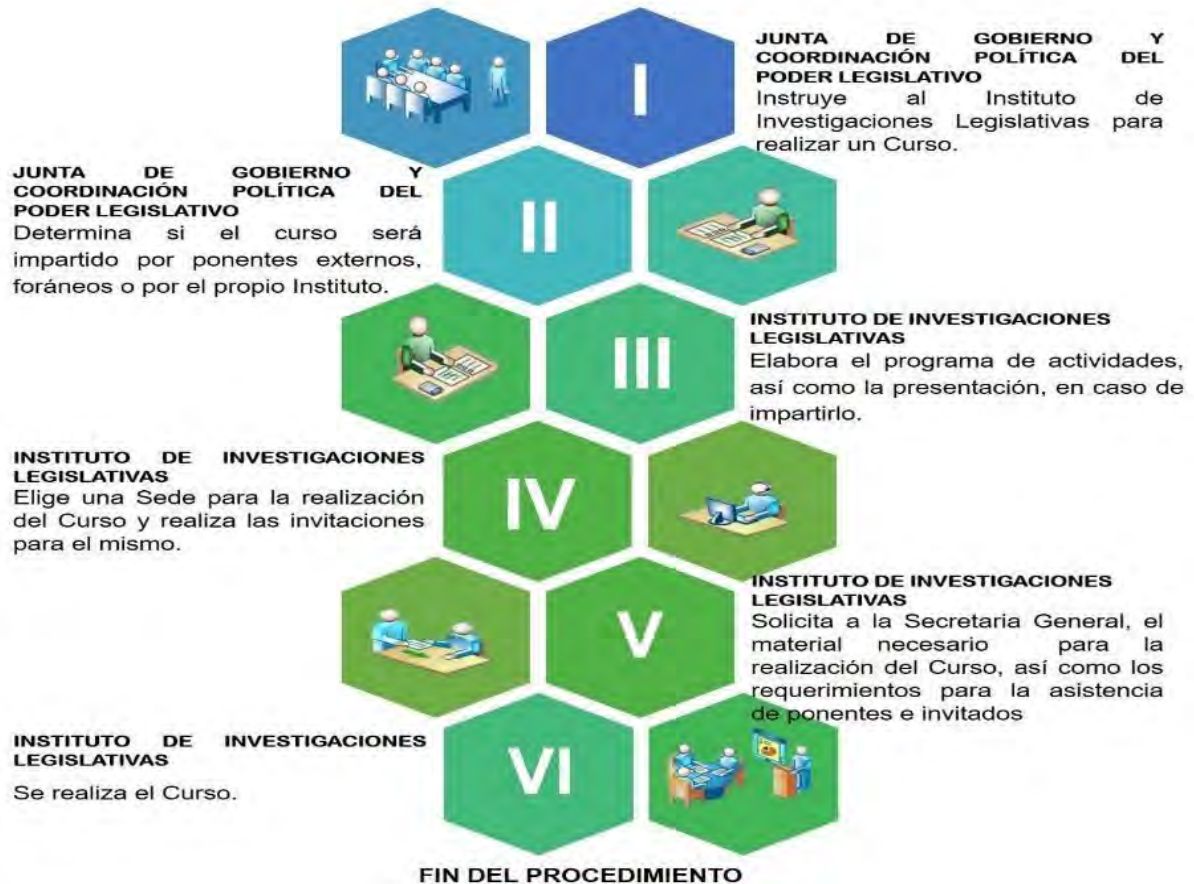 I
JUNTA DE GOBIERNO Y
COORDINACIÓN POLÍTICA DEL
PODER LEGISLATIVO
Instruye al Instituto de
Investigaciones Legislativas para
realizar un Curso.
JUNTA DE GOBIERNO Y
COORDINACIÓN POLÍTICA DEL
PODER LEGISLATIVO
Determina si el curso será
impartido por ponentes externos,
foráneos o por el propio Instituto.
II
III
INSTITUTO DE INVESTIGACIONES
LEGISLATIVAS
Elabora el programa de actividades,
así como la presentación, en caso de
impartirlo.
INSTITUTO DE INVESTIGACIONES
LEGISLATIVAS
Elige una Sede para la realización
del Curso y realiza las invitaciones
para el mismo.
IV
V
INSTITUTO DE INVESTIGACIONES
LEGISLATIVAS
Solicita a la Secretaria General, el
material necesario para la
realización del Curso, así como los
requerimientos para la asistencia
de ponentes e invitados
INSTITUTO DE INVESTIGACIONES
LEGISLATIVAS
Se realiza el Curso.
VI
FIN DEL PROCEDIMIENTO